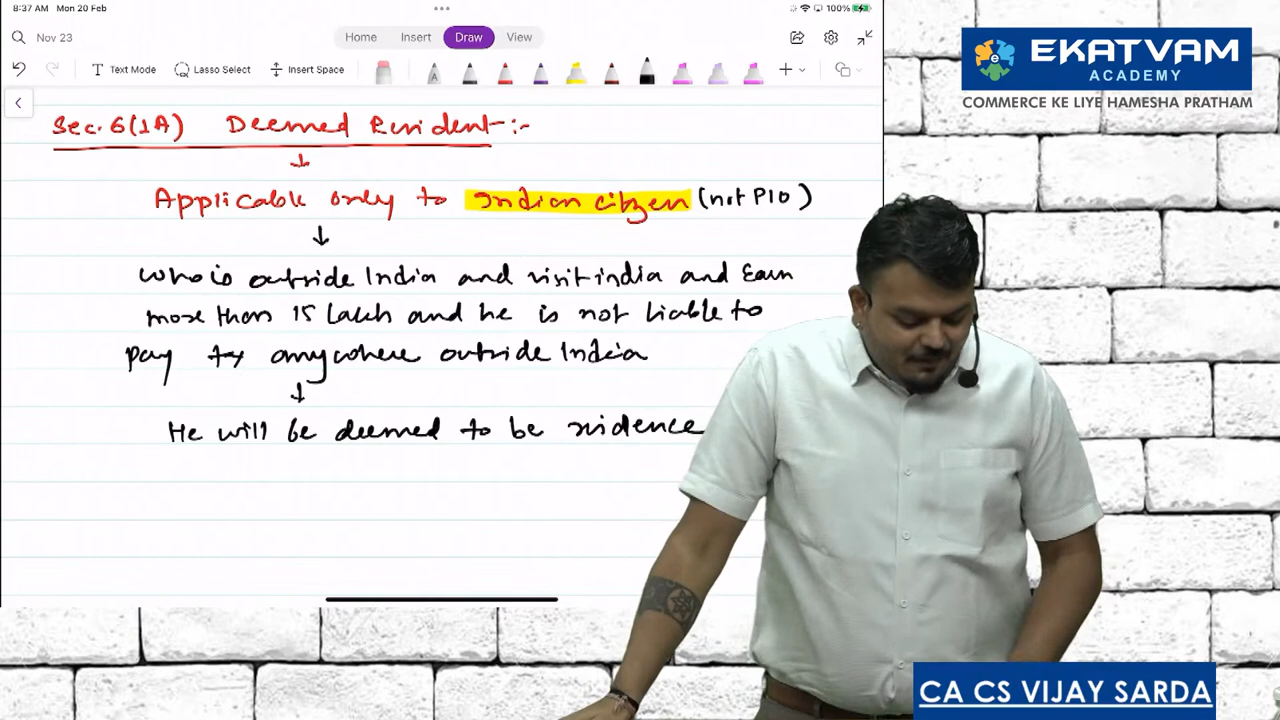 8:37 AM Mon 20 Feb
100%
Nov 23
Home Insert Draw View
Text Mode Lasso Select Insert Space
Sec. 6(1A) Deemed Resident :-
Applicable only to Indian citizen (not PIO)
who is outside India and visit india and Earn
more than 15 Lakh and he is not liable to
pay tax anywhere outside India
He will be deemed to be
EKATVAM
ACADEMY
COMMERCE KE LIYE HAMESHA PRATHAM
CA CS VIJAY SARDA